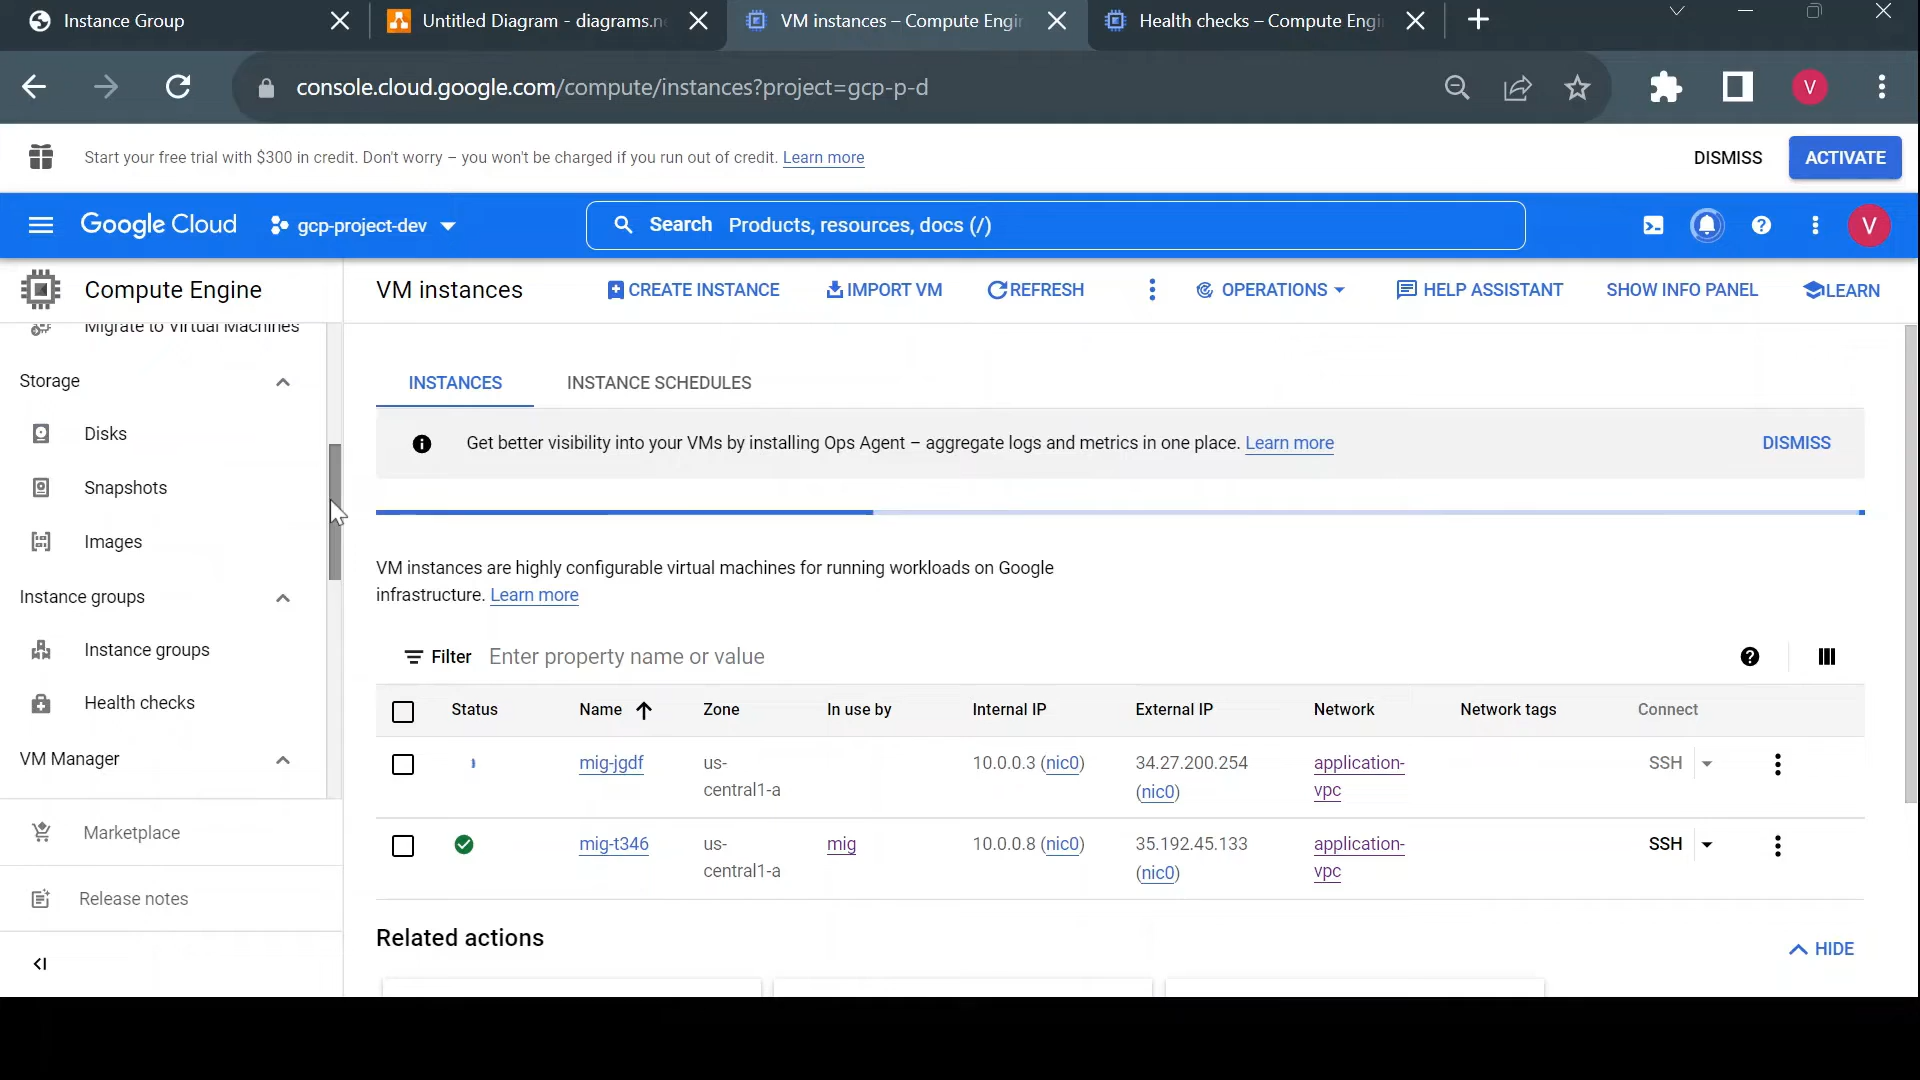 Instance Group
Untitled Diagram - diagrams.n
VM instances – Compute Engin
Health checks – Compute Engi
console.cloud.google.com/compute/instances?project=gcp-p-d
V
Start your free trial with $300 in credit. Don't worry – you won't be charged if you run out of credit. Learn more
DISMISS
ACTIVATE
Google Cloud
gcp-project-dev
Search Products, resources, docs (/)
V
Compute Engine
VM instances
CREATE INSTANCE
IMPORT VM
REFRESH
OPERATIONS
HELP ASSISTANT
SHOW INFO PANEL
LEARN
Migrate to Virtual Machines
Storage
Disks
Snapshots
Images
Instance groups
Instance groups
Health checks
VM Manager
Marketplace
Release notes
INSTANCES
INSTANCE SCHEDULES
Get better visibility into your VMs by installing Ops Agent – aggregate logs and metrics in one place. Learn more
DISMISS
VM instances are highly configurable virtual machines for running workloads on Google
infrastructure. Learn more
Filter Enter property name or value
Status Name Zone In use by Internal IP External IP Network Network tags Connect
mig-jgdf us- 10.0.0.3 (nic0) 34.27.200.254 application- SSH
central1-a (nic0) vpc
mig-t346 us- mig 10.0.0.8 (nic0) 35.192.45.133 application- SSH
central1-a (nic0) vpc
Related actions
HIDE